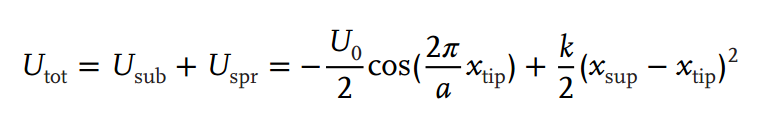 U_tot = U_sub + U_spr = −U_0/2 cos(2π/a x_tip) + k/2 (x_sup − x_tip)^2